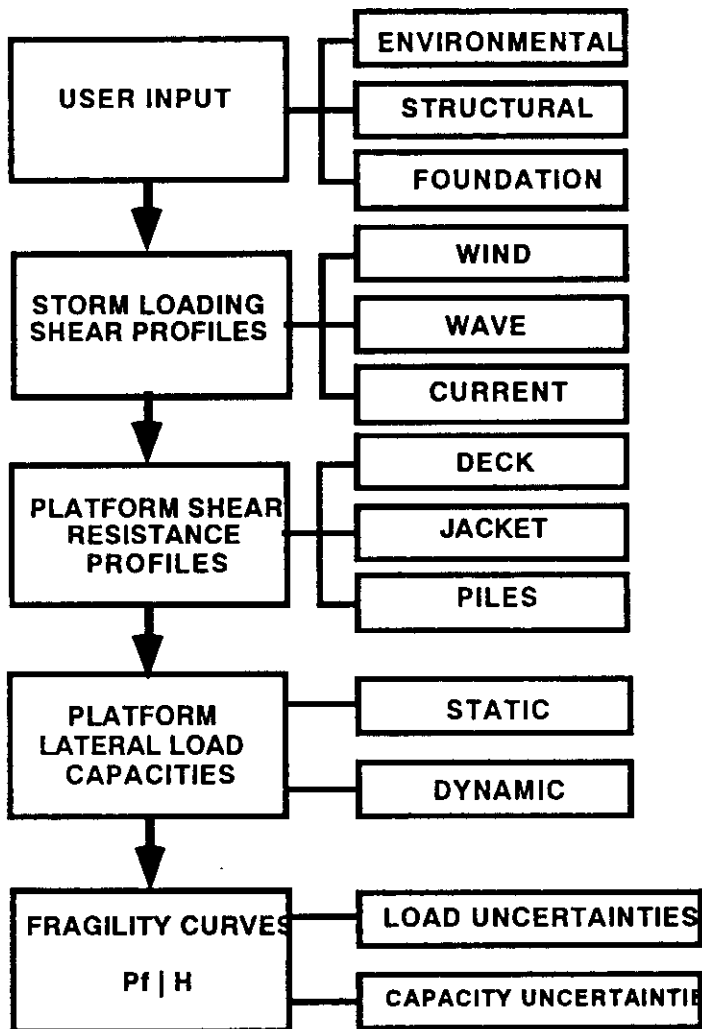 USER INPUT
ENVIRONMENTAL
STRUCTURAL
FOUNDATION
STORM LOADING
SHEAR PROFILES
WIND
WAVE
CURRENT
PLATFORM SHEAR
RESISTANCE
PROFILES
DECK
JACKET
PILES
PLATFORM
LATERAL LOAD
CAPACITIES
STATIC
DYNAMIC
FRAGILITY CURVES
Pf | H
LOAD UNCERTAINTIES
CAPACITY UNCERTAINTIE